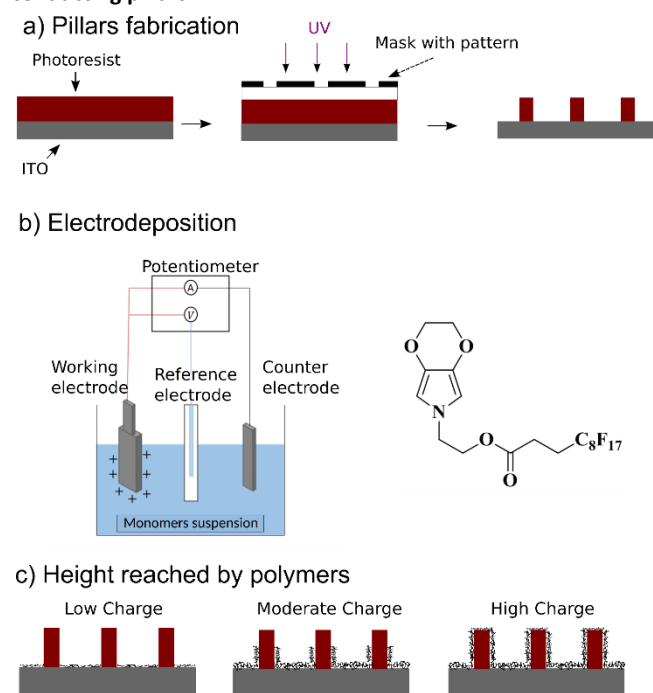 a) Pillars fabrication
UV
Mask with pattern
Photoresist
ITO
b) Electrodeposition
Potentiometer
A
V
Working
electrode
Reference
electrode
Counter
electrode
+ + + + + + + + +
Monomers suspension
O O
N
O
C8F17
O
c) Height reached by polymers
Low Charge
Moderate Charge
High Charge